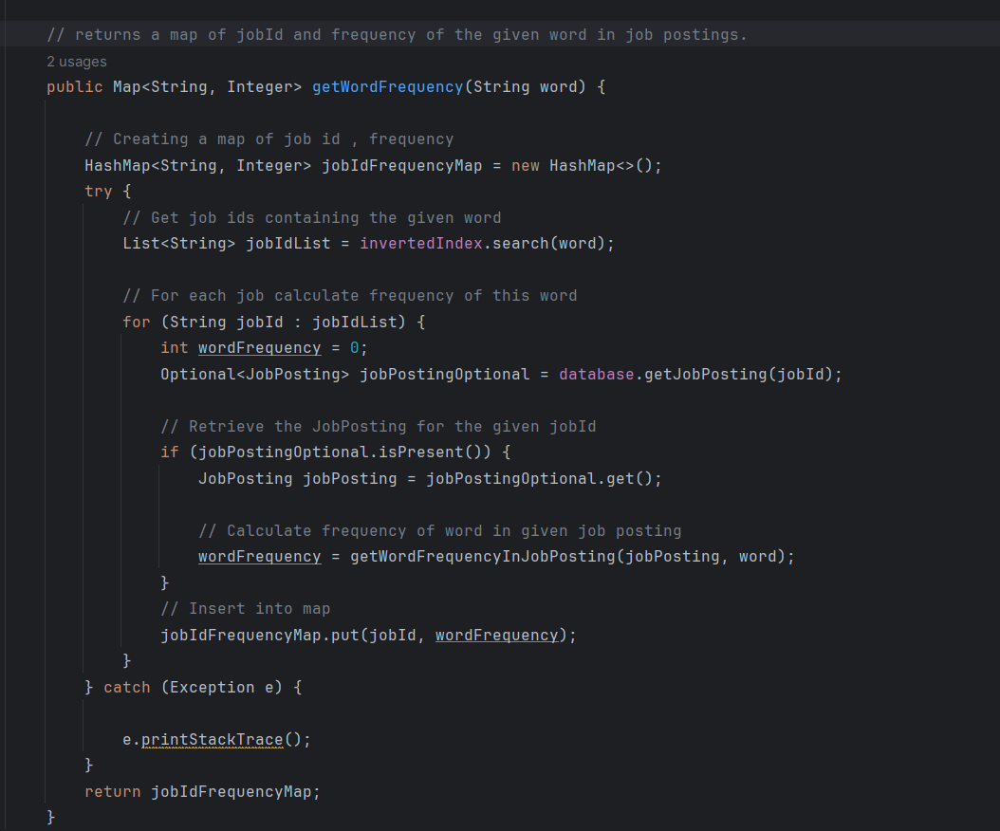 // returns a map of jobId and frequency of the given word in job postings.
2 usages
public Map<String, Integer> getWordFrequency(String word) {
// Creating a map of job id , frequency
HashMap<String, Integer> jobIdFrequencyMap = new HashMap<>();
try {
// Get job ids containing the given word
List<String> jobIdList = invertedIndex.search(word);
// For each job calculate frequency of this word
for (String jobId : jobIdList) {
int wordFrequency = 0;
Optional<JobPosting> jobPostingOptional = database.getJobPosting(jobId);
// Retrieve the JobPosting for the given jobId
if (jobPostingOptional.isPresent()) {
JobPosting jobPosting = jobPostingOptional.get();
// Calculate frequency of word in given job posting
wordFrequency = getWordFrequencyInJobPosting(jobPosting, word);
}
// Insert into map
jobIdFrequencyMap.put(jobId, wordFrequency);
}
} catch (Exception e) {
e.printStackTrace();
}
return jobIdFrequencyMap;
}